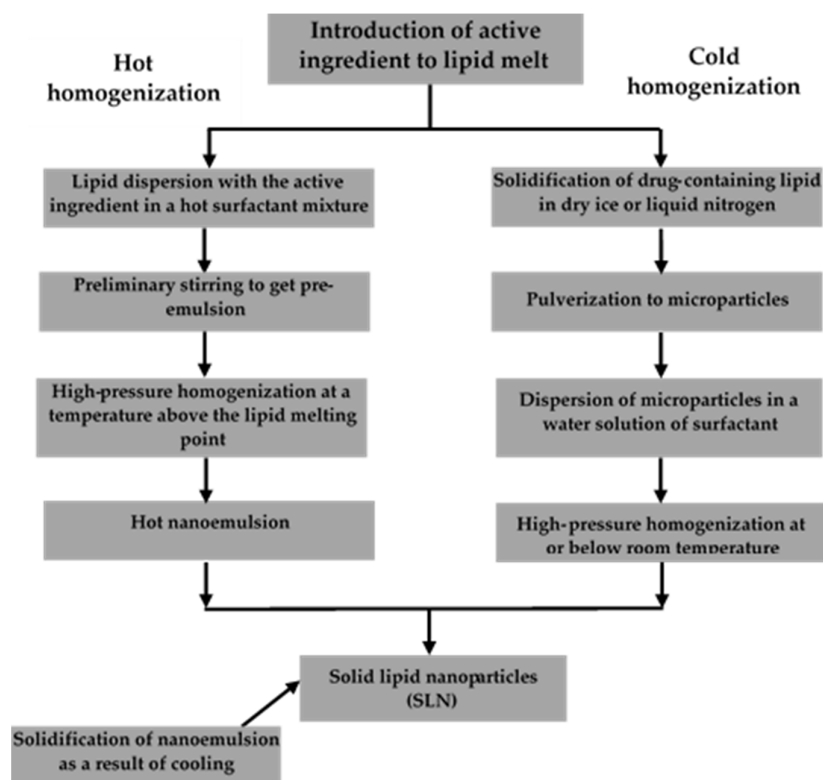 Introduction of active
ingredient to lipid melt
Hot
homogenization
Cold
homogenization
Lipid dispersion with the active
ingredient in a hot surfactant mixture
Preliminary stirring to get pre-
emulsion
High-pressure homogenization at a
temperature above the lipid melting
point
Hot nanoemulsion
Solidification of drug-containing lipid
in dry ice or liquid nitrogen
Pulverization to microparticles
Dispersion of microparticles in a
water solution of surfactant
High-pressure homogenization at
or below room temperature
Solid lipid nanoparticles
(SLN)
Solidification of nanoemulsion
as a result of cooling